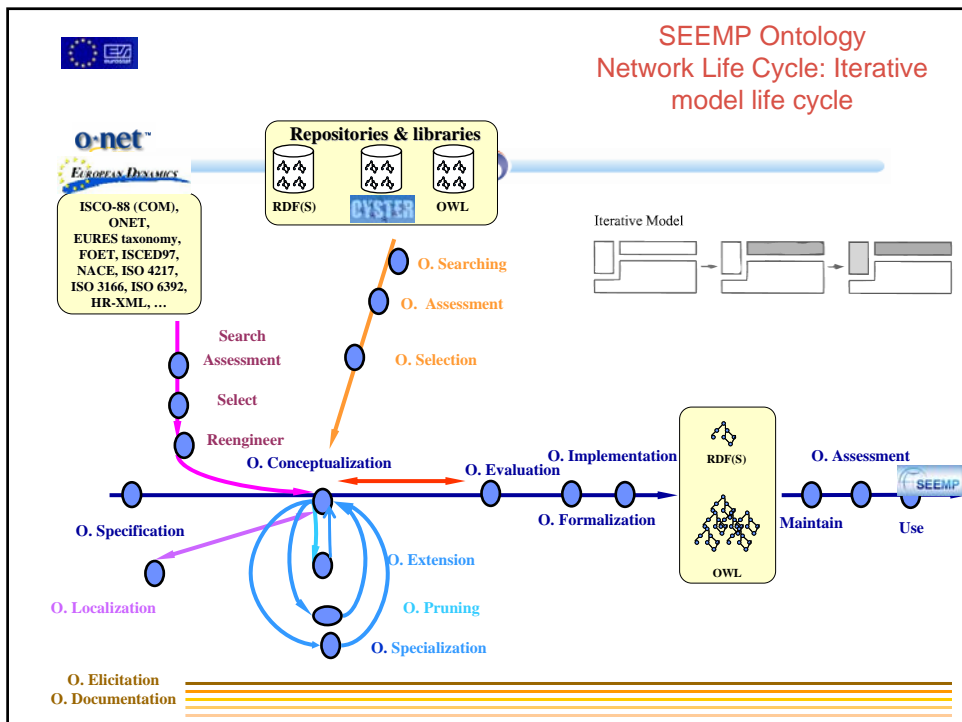 SEEMP Ontology
Network Life Cycle: Iterative
model life cycle
eurostat
o·net™
EUROPEAN DYNAMICS
ISCO-88 (COM),
ONET,
EURES taxonomy,
FOET, ISCED97,
NACE, ISO 4217,
ISO 3166, ISO 6392,
HR-XML, …
Repositories & libraries
RDF(S)
CYSTER
OWL
Iterative Model
O. Searching
O. Assessment
O. Selection
Search
Assessment
Select
Reengineer
O. Conceptualization
O. Evaluation
O. Implementation
RDF(S)
O. Assessment
SEEMP
O. Specification
O. Formalization
Maintain
Use
OWL
O. Extension
O. Localization
O. Pruning
O. Specialization
O. Elicitation
O. Documentation